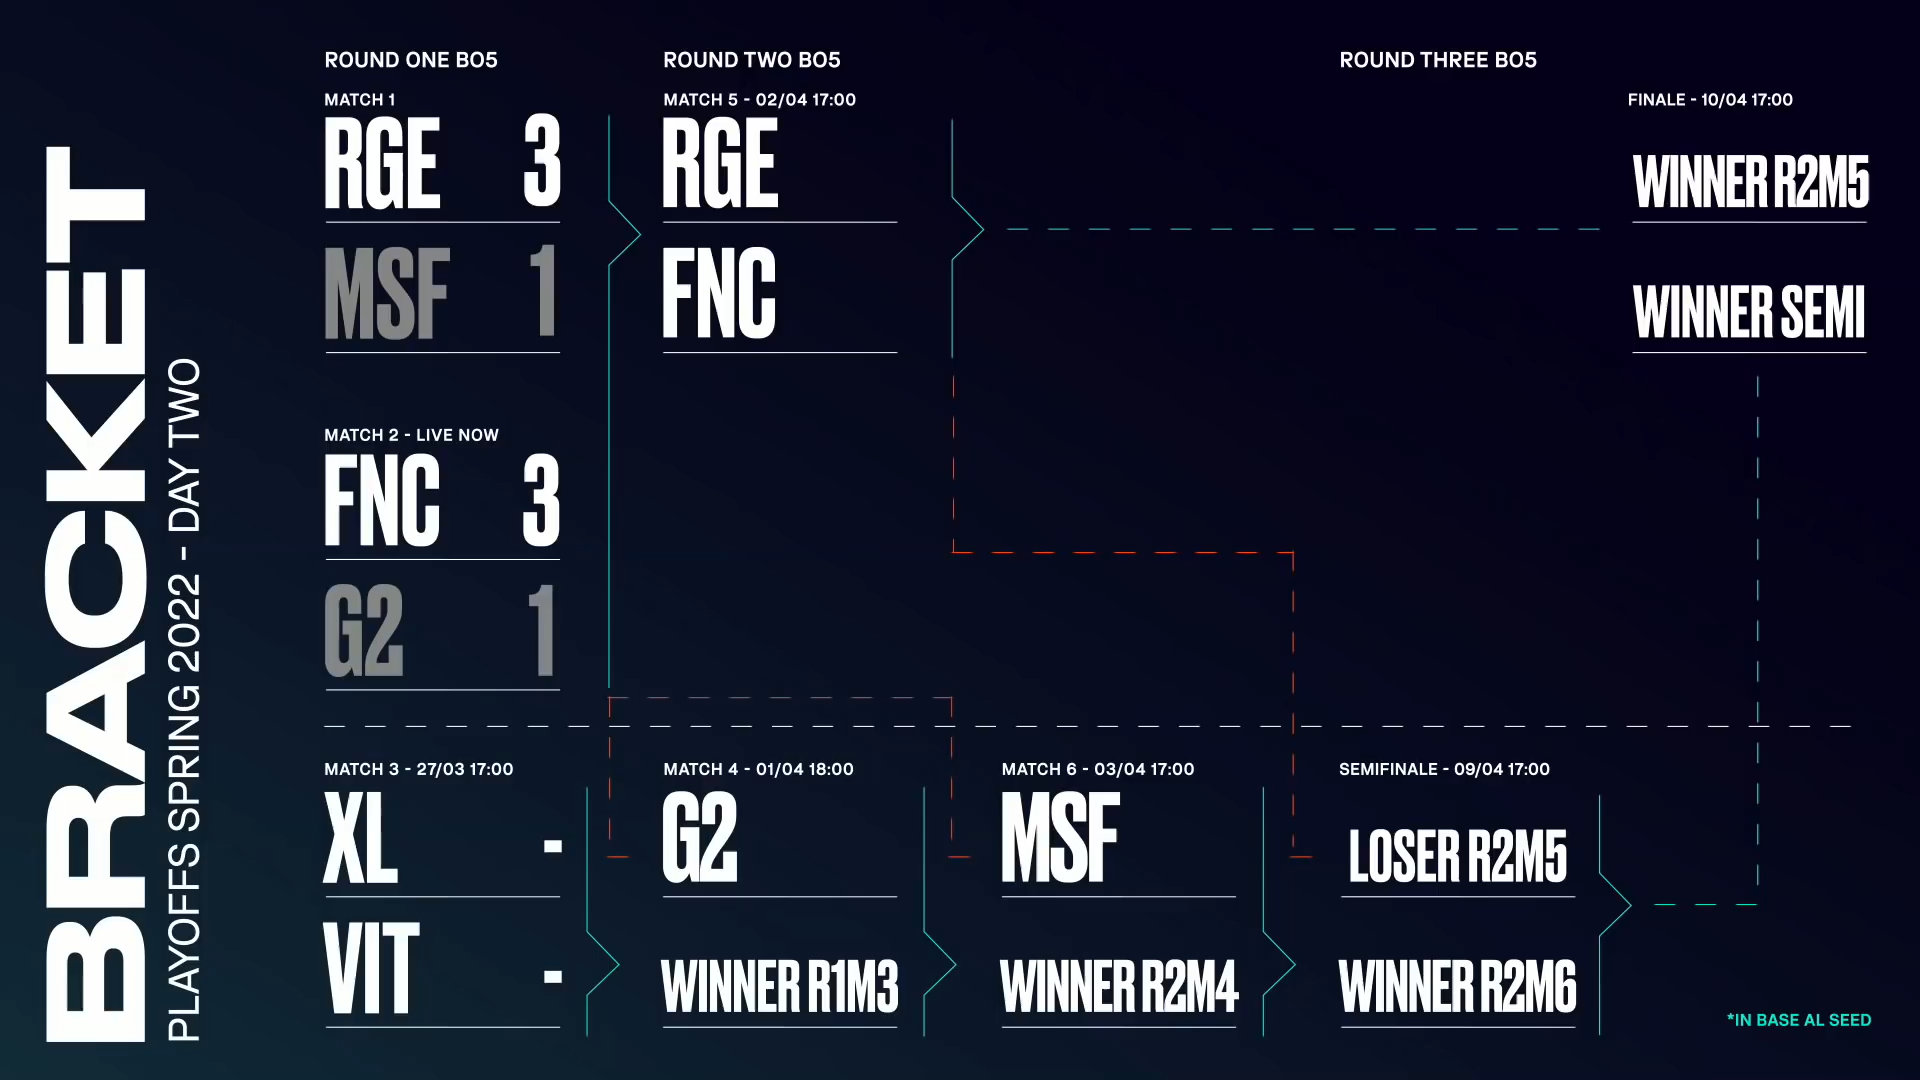 BRACKET
PLAYOFFS SPRING 2022 - DAY TWO
ROUND ONE BO5
MATCH 1
RGE 3
MSF 1
MATCH 2 - LIVE NOW
FNC 3
G2 1
ROUND TWO BO5
MATCH 5 - 02/04 17:00
RGE
FNC
ROUND THREE BO5
FINALE - 10/04 17:00
WINNER R2M5
WINNER SEMI
MATCH 3 - 27/03 17:00
XL -
VIT -
MATCH 4 - 01/04 18:00
G2
WINNER R1M3
MATCH 6 - 03/04 17:00
MSF
WINNER R2M4
SEMIFINALE - 09/04 17:00
LOSER R2M5
WINNER R2M6
*IN BASE AL SEED